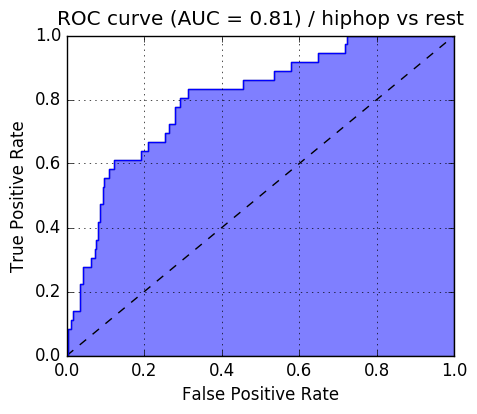 ROC curve (AUC = 0.81) / hiphop vs rest
1.0
0.8
0.6
0.4
0.2
0.0
True Positive Rate
0.0 0.2 0.4 0.6 0.8 1.0
False Positive Rate